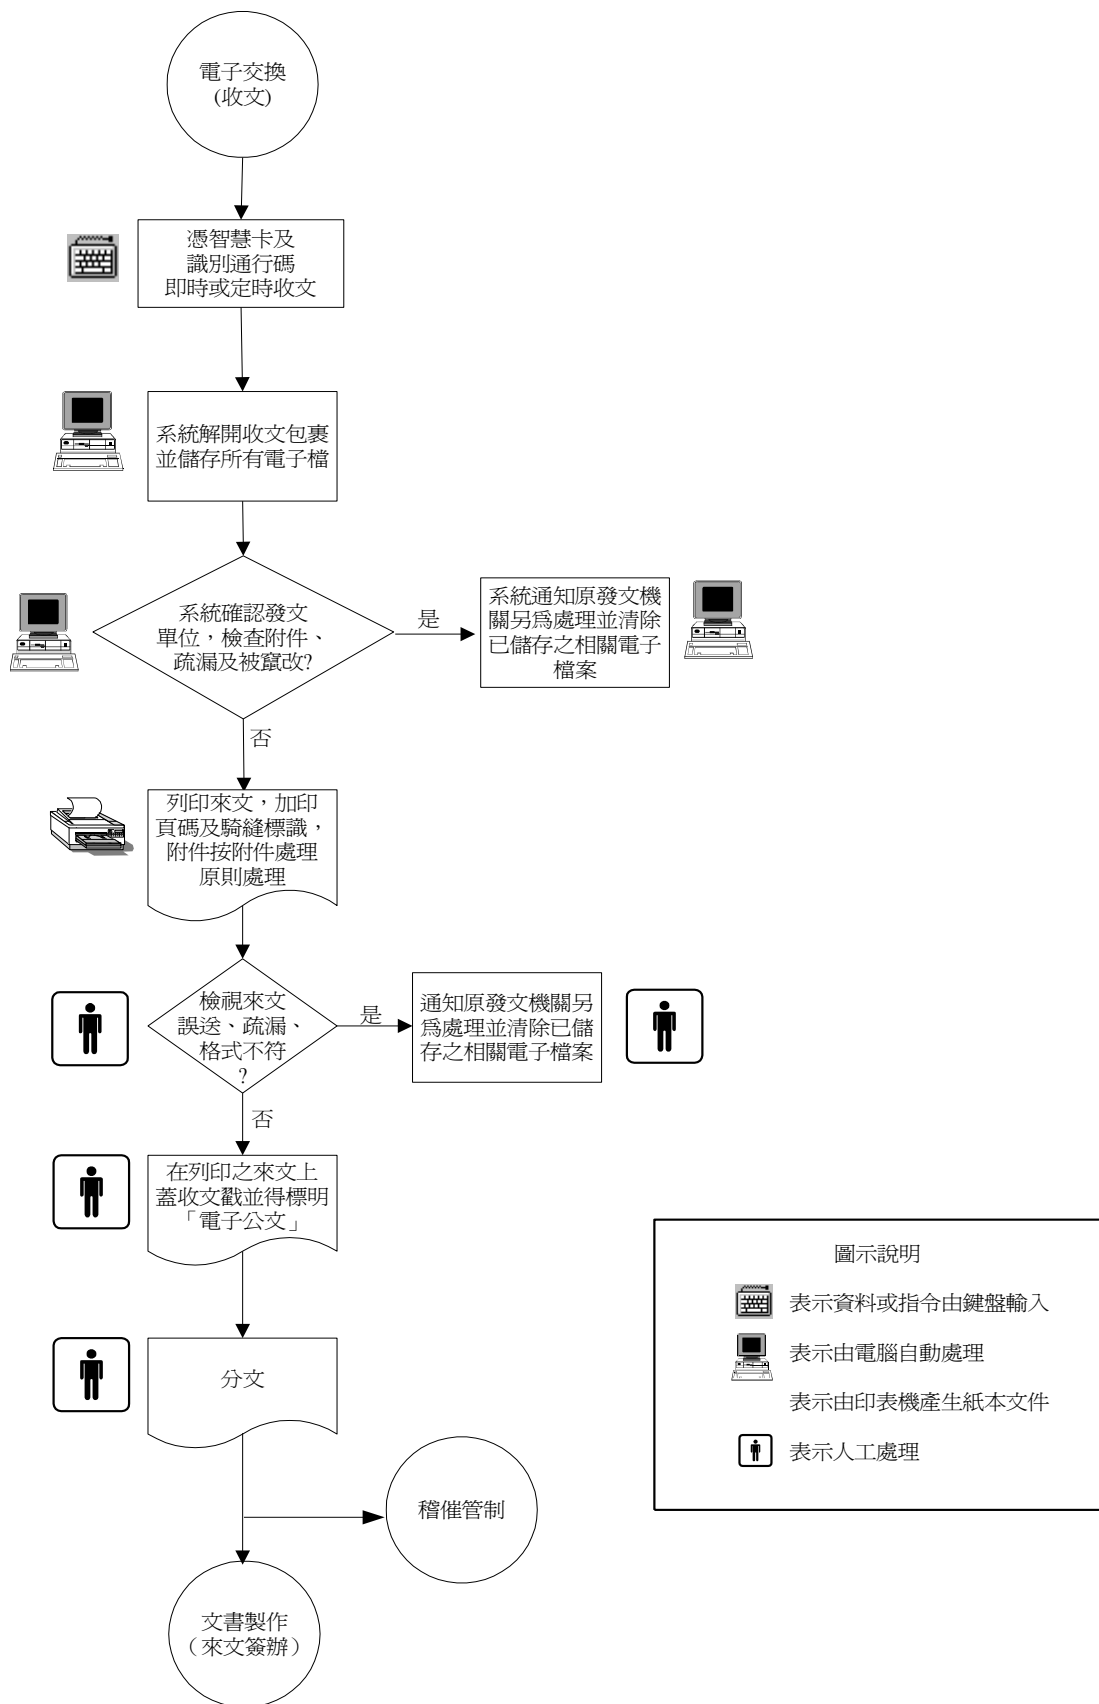 電子交換
(收文)
憑智慧卡及
識別通行碼
即時或定時收文
系統解開收文包裹
並儲存所有電子檔
系統確認發文
單位，檢查附件、
疏漏及被竄改?
是
系統通知原發文機
關另為處理並清除
已儲存之相關電子
檔案
否
列印來文，加印
頁碼及騎縫標識，
附件按附件處理
原則處理
檢視來文
誤送、疏漏、
格式不符
?
是
通知原發文機關另
為處理並清除已儲
存之相關電子檔案
否
在列印之來文上
蓋收文戳並得標明
「電子公文」
分文
稽催管制
文書製作
（來文簽辦）
圖示說明
表示資料或指令由鍵盤輸入
表示由電腦自動處理
表示由印表機產生紙本文件
表示人工處理